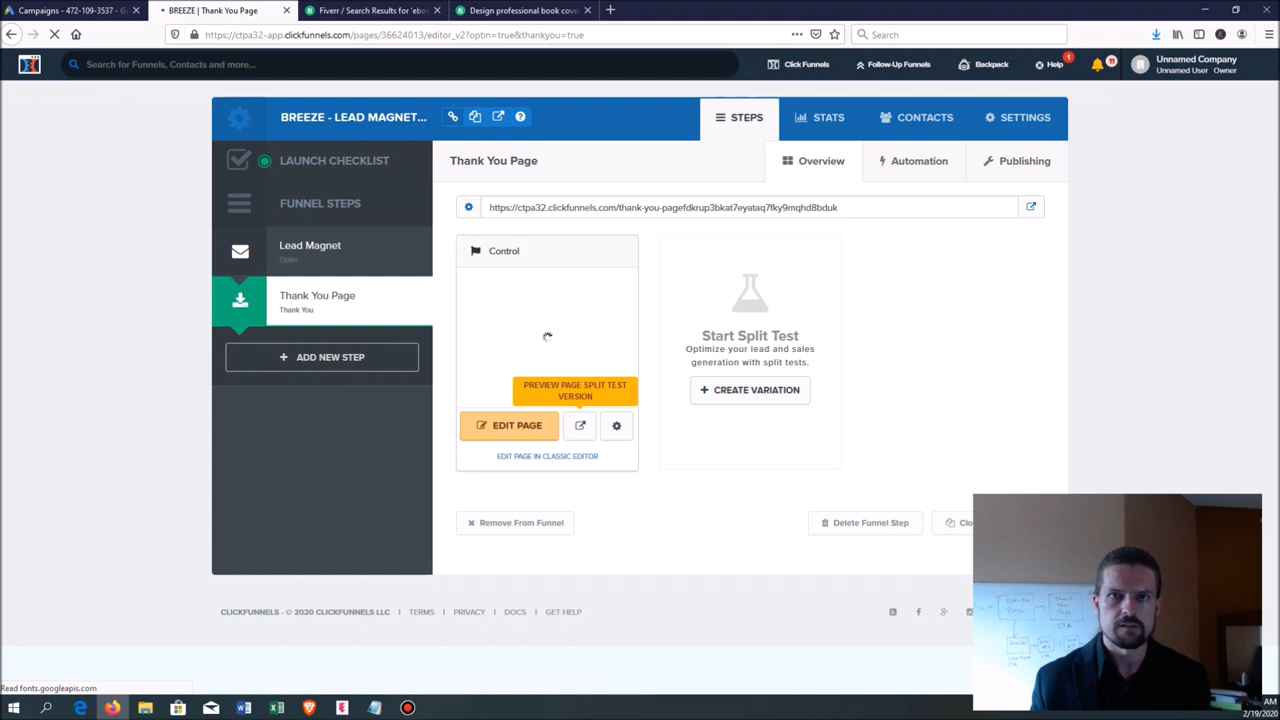 Campaigns - 472-109-3537 - G
BREEZE | Thank You Page
Fiverr / Search Results for 'ebo
Design professional book cove
https://ctpa32-app.clickfunnels.com/pages/36624013/editor_v2?optin=true&thankyou=true
Search
Search for Funnels, Contacts and more...
Click Funnels
Follow-Up Funnels
Backpack
Help
1
11
Unnamed Company
Unnamed User Owner
BREEZE - LEAD MAGNET...
STEPS
STATS
CONTACTS
SETTINGS
LAUNCH CHECKLIST
Thank You Page
Overview
Automation
Publishing
FUNNEL STEPS
https://ctpa32.clickfunnels.com/thank-you-pagefdkrup3bkat7eyataq7fky9mqhd8bduk
Lead Magnet
Optin
Control
Thank You Page
Thank You
Start Split Test
Optimize your lead and sales
generation with split tests.
ADD NEW STEP
PREVIEW PAGE SPLIT TEST
VERSION
CREATE VARIATION
EDIT PAGE
EDIT PAGE IN CLASSIC EDITOR
Remove From Funnel
Delete Funnel Step
Clo
CLICKFUNNELS - © 2020 CLICKFUNNELS LLC | TERMS | PRIVACY | DOCS | GET HELP
Read fonts.googleapis.com
AM
2/19/2020